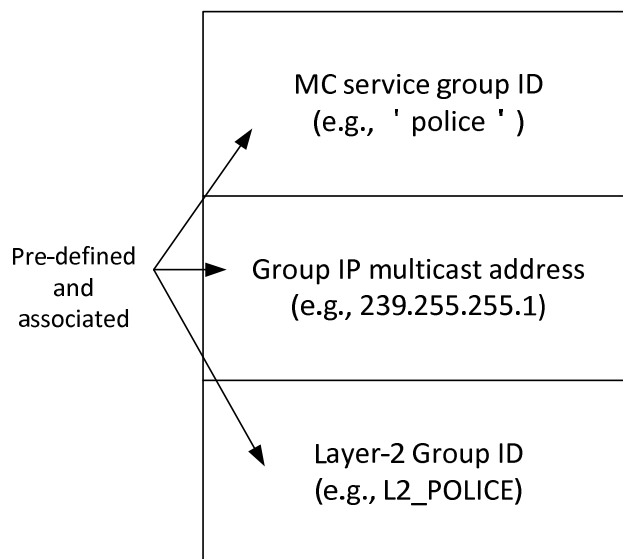 MC service group ID
(e.g., ＇police＇)
Pre-defined
and
associated
Group IP multicast address
(e.g., 239.255.255.1)
Layer-2 Group ID
(e.g., L2_POLICE)